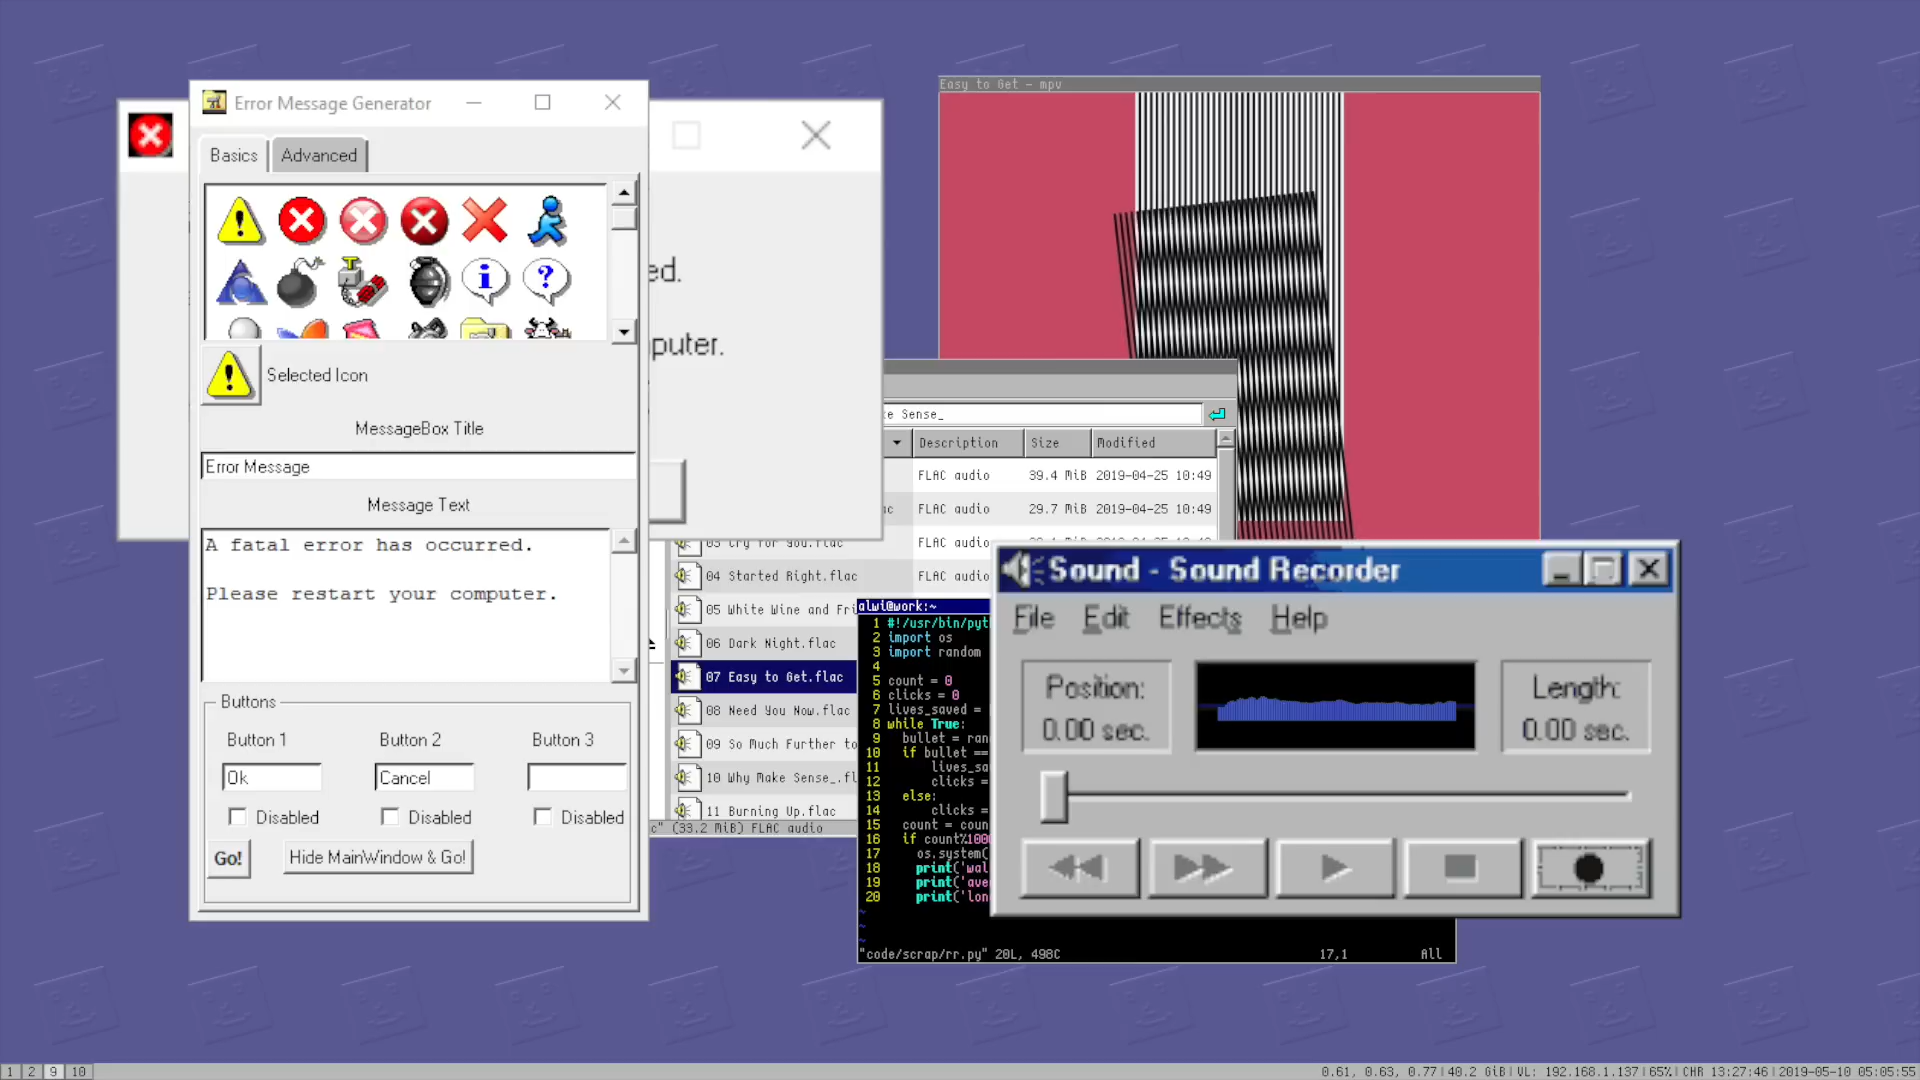 Error Message Generator
Basics
Advanced
Selected Icon
MessageBox Title
Error Message
Message Text
A fatal error has occurred.
Please restart your computer.
Buttons
Button 1
Button 2
Button 3
Ok
Cancel
Disabled
Disabled
Disabled
Go!
Hide MainWindow & Go!
ed.
puter.
Easy to Get - mpv
Sense_
Description
Size
Modified
FLAC audio 39.4 MiB 2019-04-25 10:49
FLAC audio 29.7 MiB 2019-04-25 10:49
03 Cry for You.flac FLAC audio
04 Started Right.flac FLAC audio
05 White Wine and Fri
06 Dark Night.flac
07 Easy to Get.flac
08 Need You Now.flac
09 So Much Further to
10 Why Make Sense_.fl
11 Burning Up.flac
c" (33.2 MiB) FLAC audio
alwi@work:~
1 #!/usr/bin/pyt
2 import os
3 import random
4
5 count = 0
6 clicks = 0
7 lives_saved =
8 while True:
9 bullet = ran
10 if bullet ==
11 lives_sa
12 clicks =
13 else:
14 clicks =
15 count = coun
16 if count%100
17 os.system(
18 print('wal
19 print('ave
20 print('lon
~
~
~
"code/scrap/rr.py" 20L, 498C 17,1 All
Sound - Sound Recorder
File Edit Effects Help
Position:
0.00 sec.
Length:
0.00 sec.
1 2 9 10
0.61, 0.63, 0.77|40.2 GiB|VL: 192.168.1.137|65%|CHR 13:27:46|2019-05-10 05:05:55